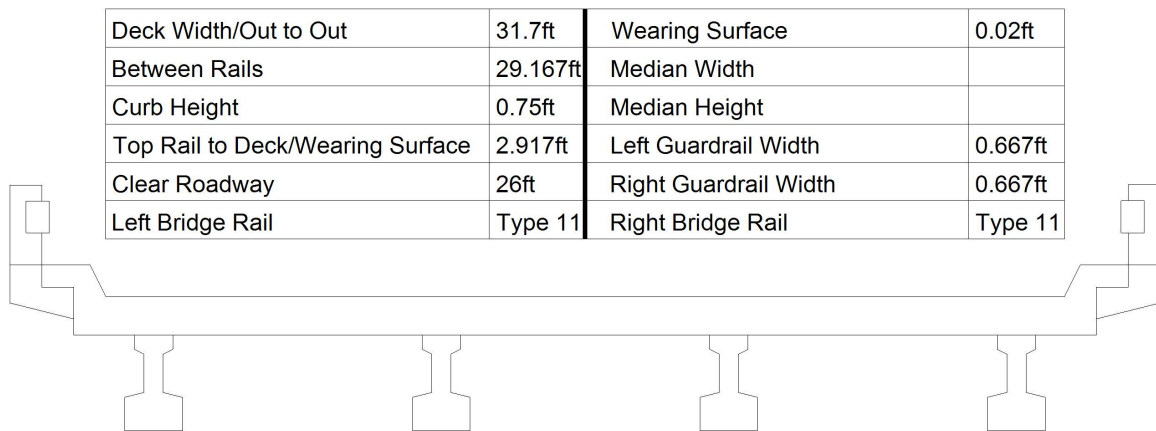 Deck Width/Out to Out 31.7ft Wearing Surface 0.02ft
Between Rails 29.167ft Median Width
Curb Height 0.75ft Median Height
Top Rail to Deck/Wearing Surface 2.917ft Left Guardrail Width 0.667ft
Clear Roadway 26ft Right Guardrail Width 0.667ft
Left Bridge Rail Type 11 Right Bridge Rail Type 11